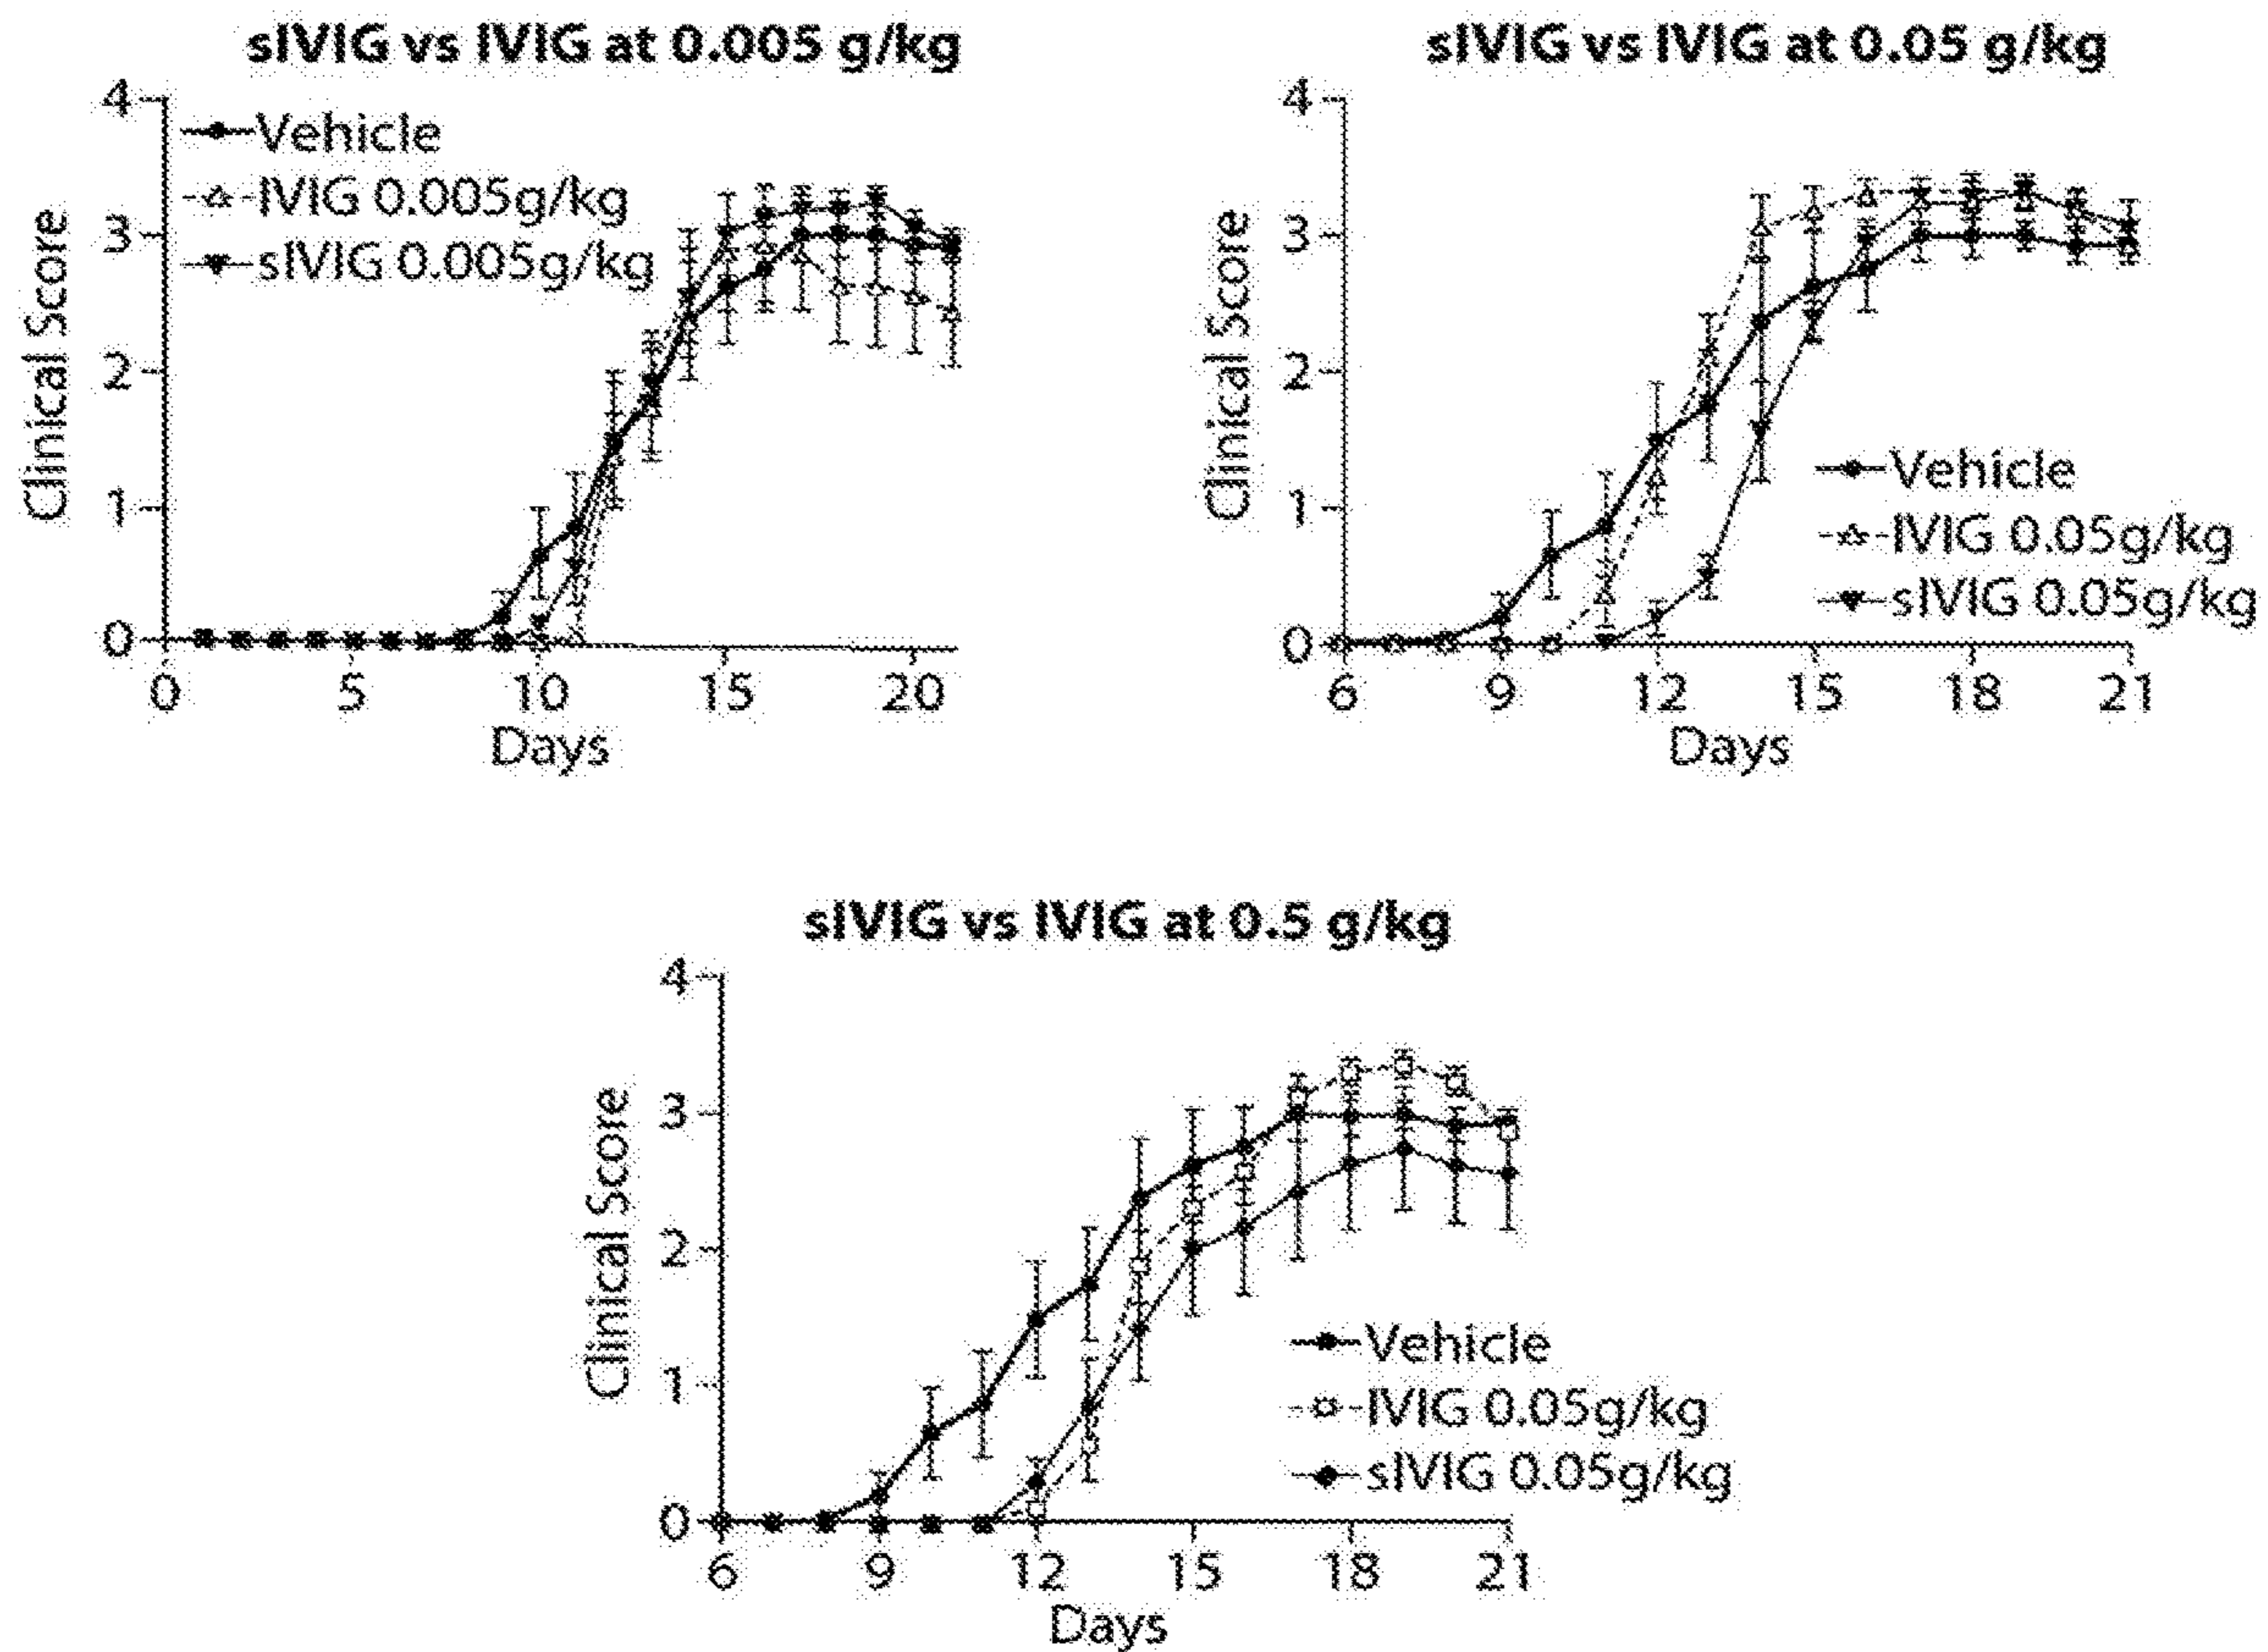 sIVIG vs IVIG at 0.005 g/kg
4
3
2
1
0
Clinical Score
Vehicle
IVIG 0.005g/kg
sIVIG 0.005g/kg
0 5 10 15 20
Days
sIVIG vs IVIG at 0.05 g/kg
4
3
2
1
0
Clinical Score
Vehicle
IVIG 0.05g/kg
sIVIG 0.05g/kg
6 9 12 15 18 21
Days
sIVIG vs IVIG at 0.5 g/kg
4
3
2
1
0
Clinical Score
Vehicle
IVIG 0.05g/kg
sIVIG 0.05g/kg
6 9 12 15 18 21
Days